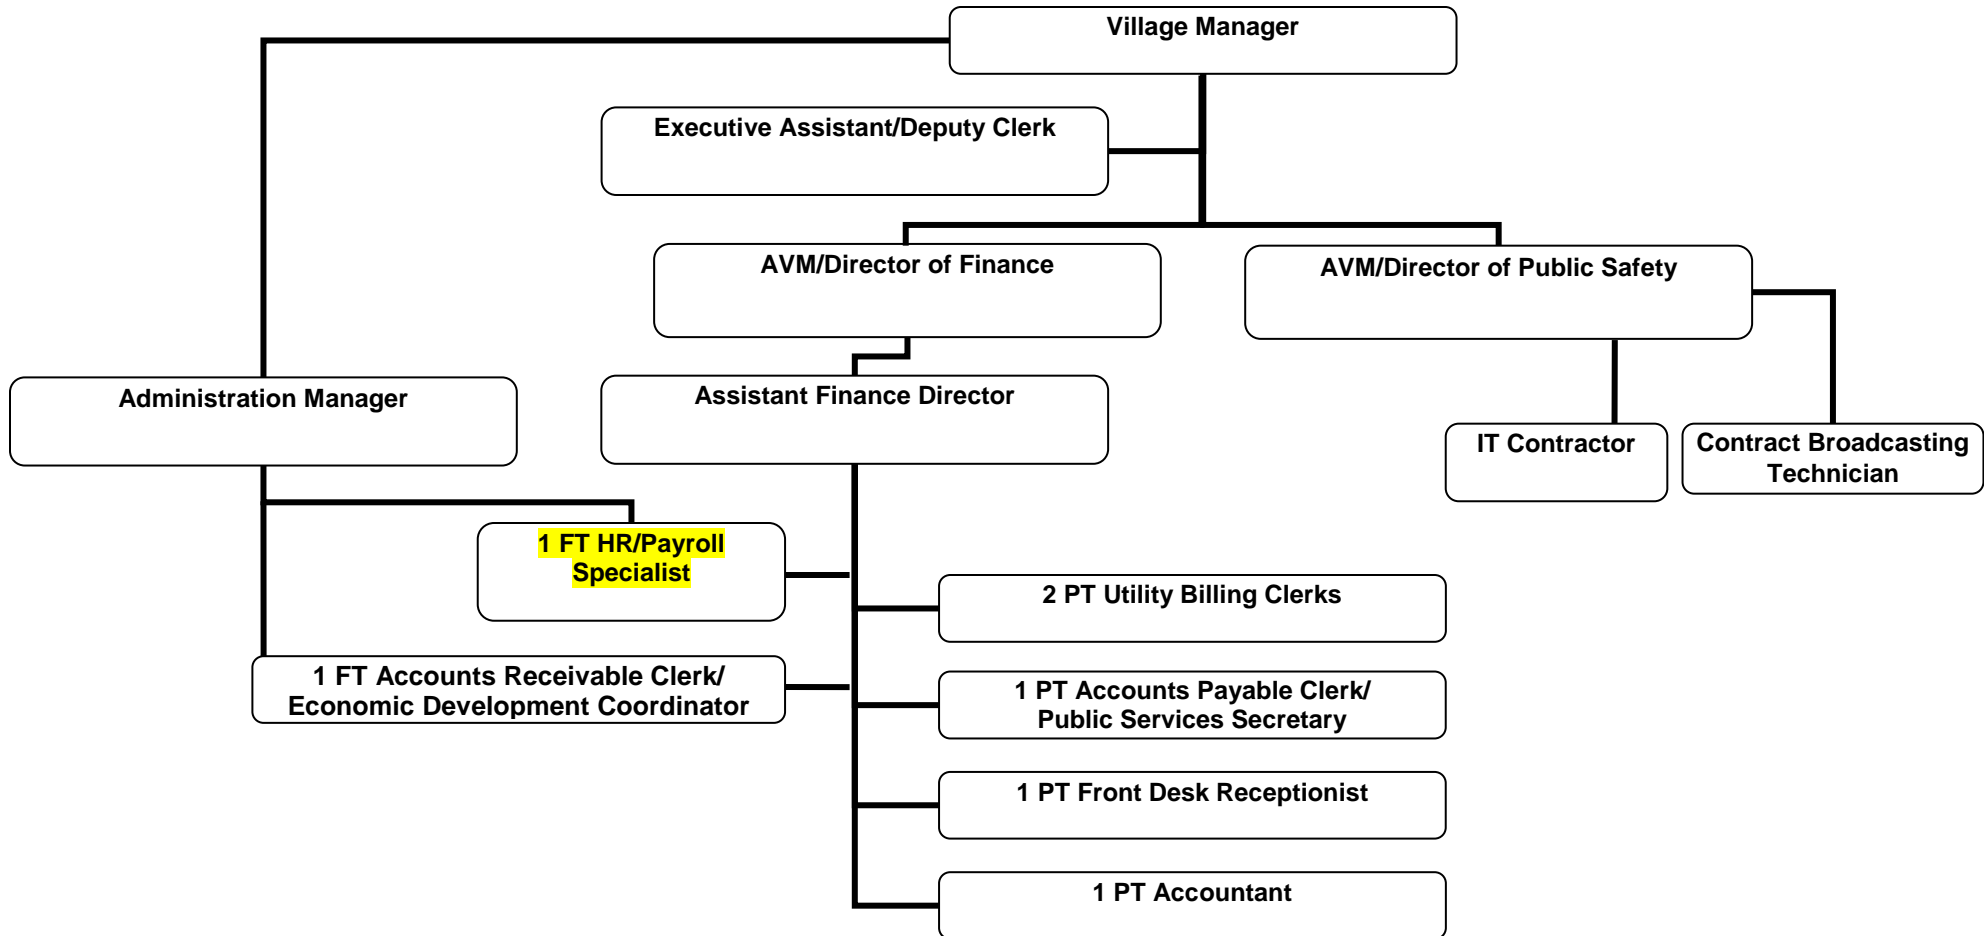 Village Manager
Executive Assistant/Deputy Clerk
AVM/Director of Finance
AVM/Director of Public Safety
Administration Manager
Assistant Finance Director
IT Contractor
Contract Broadcasting
Technician
1 FT HR/Payroll
Specialist
2 PT Utility Billing Clerks
1 FT Accounts Receivable Clerk/
Economic Development Coordinator
1 PT Accounts Payable Clerk/
Public Services Secretary
1 PT Front Desk Receptionist
1 PT Accountant